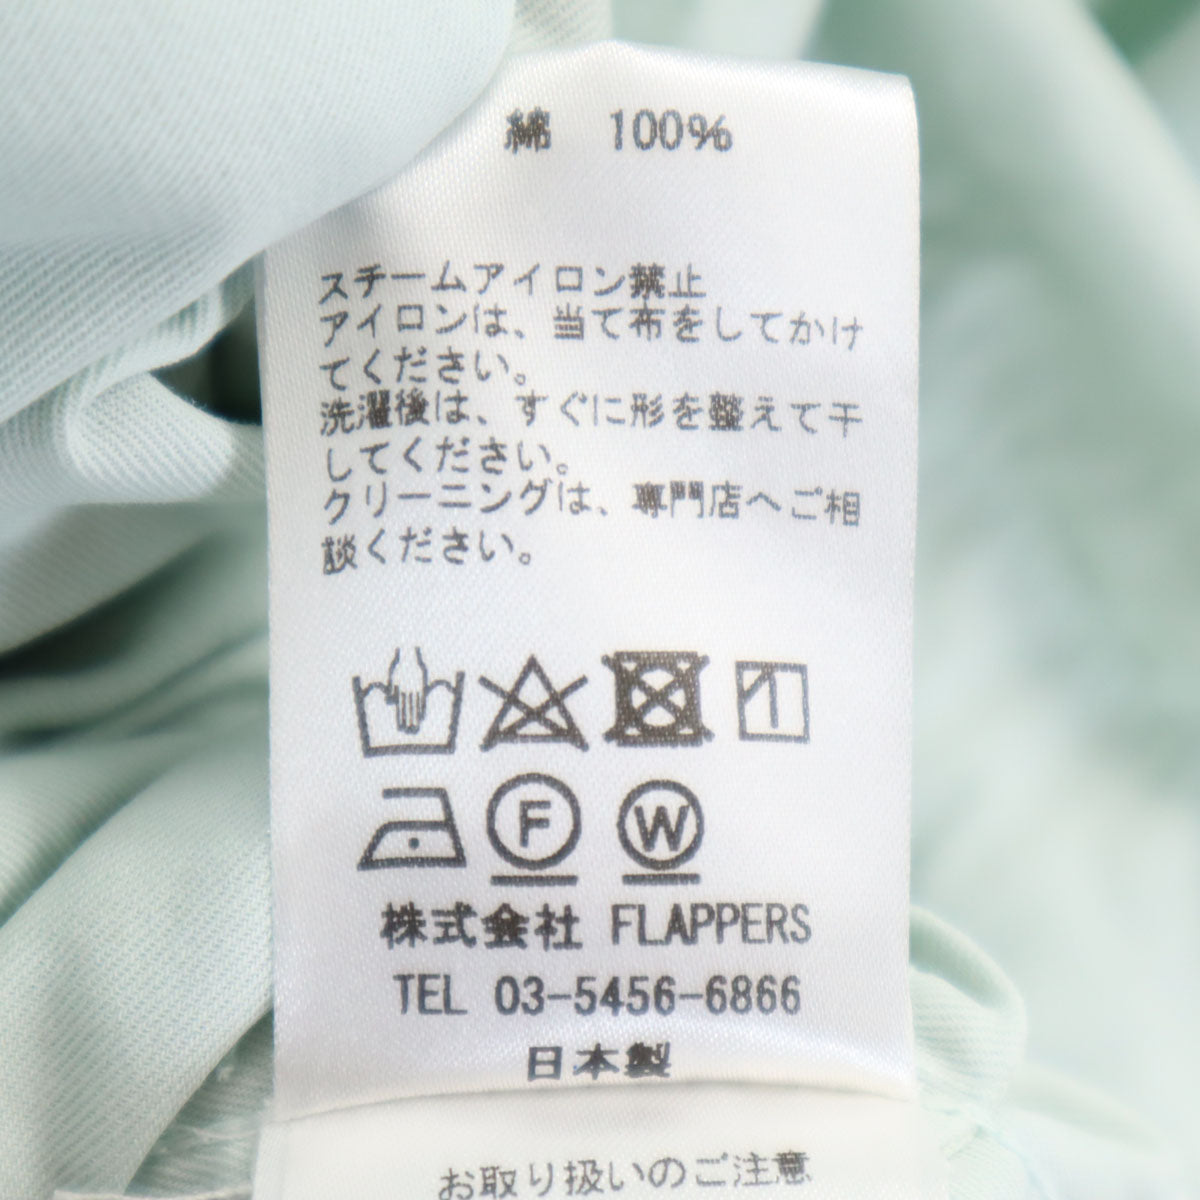 綿 100%
スチームアイロン禁止
アイロンは、当て布をしてかけ
てください。
洗濯後は、すぐに形を整えて干
してください。
クリーニングは、専門店へご相
談ください。
F W
株式会社 FLAPPERS
TEL 03-5456-6866
日本製
お取り扱いのご注意